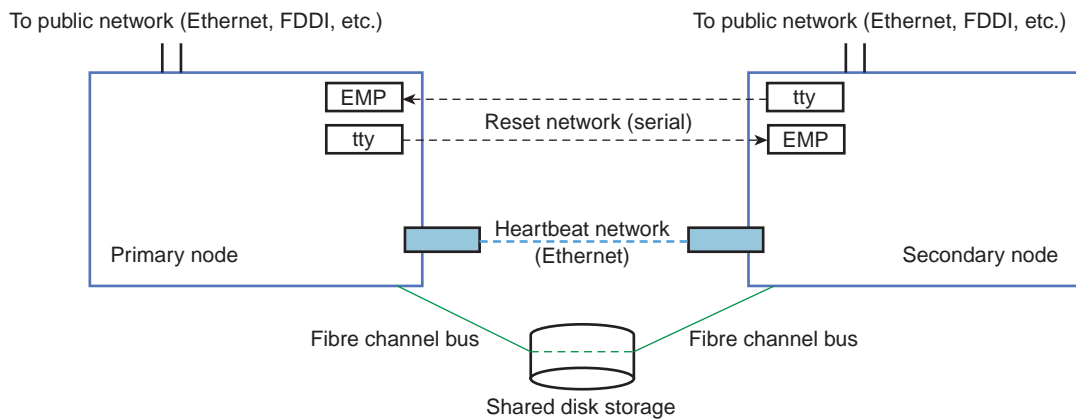 To public network (Ethernet, FDDI, etc.)
To public network (Ethernet, FDDI, etc.)
EMP
tty
Reset network (serial)
tty
EMP
Heartbeat network
(Ethernet)
Primary node
Secondary node
Fibre channel bus
Fibre channel bus
Shared disk storage